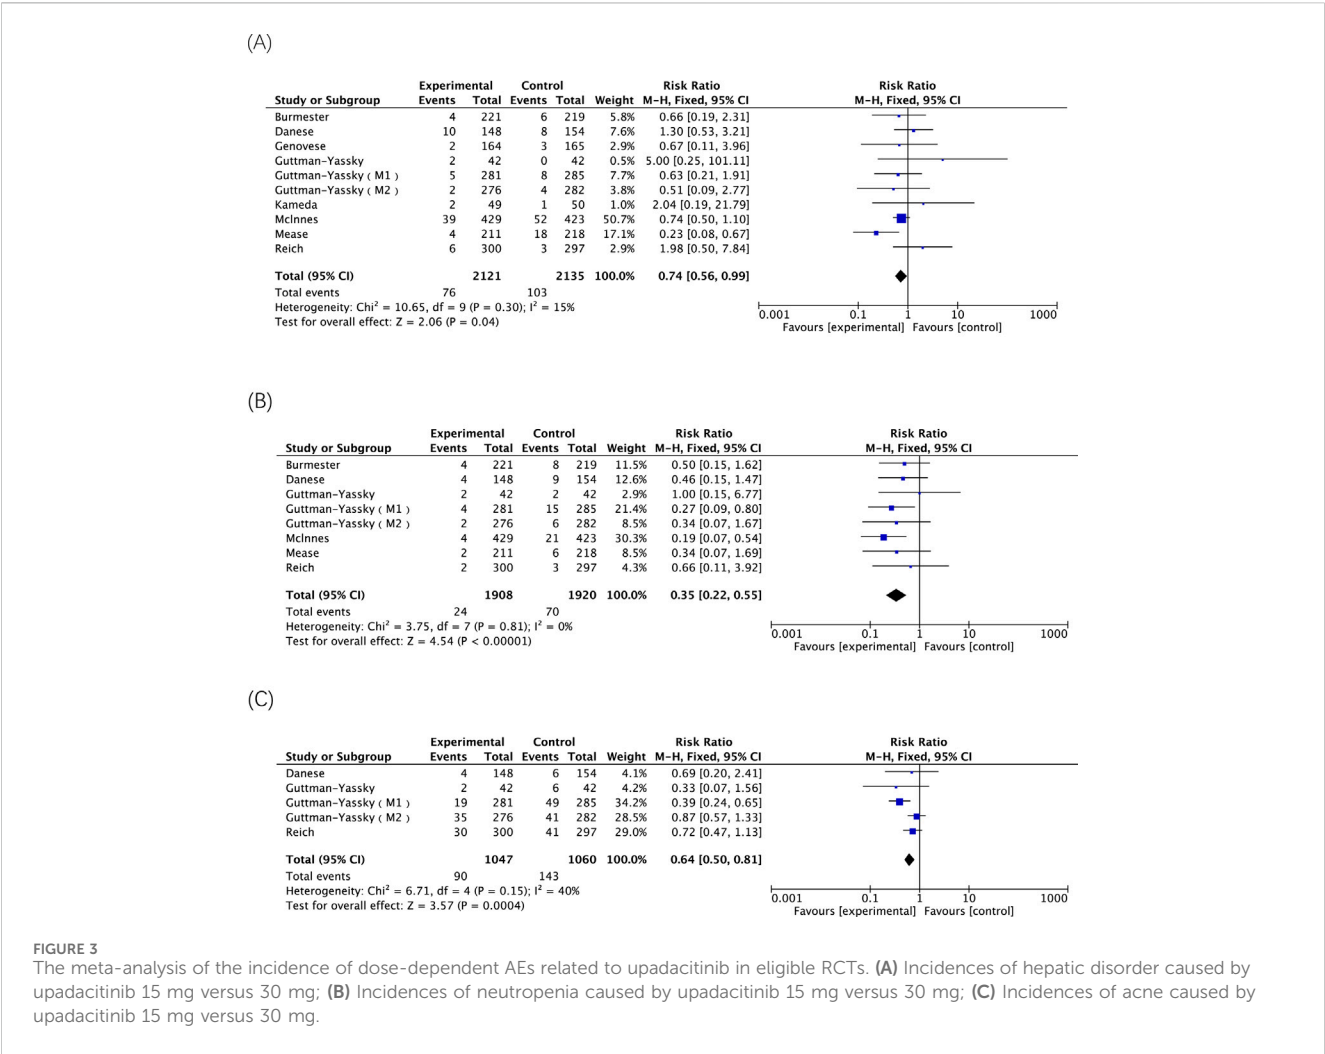 (A)
Experimental Control Risk Ratio Risk Ratio
Study or Subgroup Events Total Events Total Weight M-H, Fixed, 95% CI M-H, Fixed, 95% CI
Burmester 4 221 6 219 5.8% 0.66 [0.19, 2.31]
Danese 10 148 8 154 7.6% 1.30 [0.53, 3.21]
Genovese 2 164 3 165 2.9% 0.67 [0.11, 3.96]
Guttman-Yassky 2 42 0 42 0.5% 5.00 [0.25, 101.11]
Guttman-Yassky ( M1 ) 5 281 8 285 7.7% 0.63 [0.21, 1.91]
Guttman-Yassky ( M2 ) 2 276 4 282 3.8% 0.51 [0.09, 2.77]
Kameda 2 49 1 50 1.0% 2.04 [0.19, 21.79]
McInnes 39 429 52 423 50.7% 0.74 [0.50, 1.10]
Mease 4 211 18 218 17.1% 0.23 [0.08, 0.67]
Reich 6 300 3 297 2.9% 1.98 [0.50, 7.84]
Total (95% CI) 2121 2135 100.0% 0.74 [0.56, 0.99]
Total events 76 103
Heterogeneity: Chi² = 10.65, df = 9 (P = 0.30); I² = 15%
Test for overall effect: Z = 2.06 (P = 0.04)
0.001 0.1 1 10 1000
Favours [experimental] Favours [control]
(B)
Experimental Control Risk Ratio Risk Ratio
Study or Subgroup Events Total Events Total Weight M-H, Fixed, 95% CI M-H, Fixed, 95% CI
Burmester 4 221 8 219 11.5% 0.50 [0.15, 1.62]
Danese 4 148 9 154 12.6% 0.46 [0.15, 1.47]
Guttman-Yassky 2 42 2 42 2.9% 1.00 [0.15, 6.77]
Guttman-Yassky ( M1 ) 4 281 15 285 21.4% 0.27 [0.09, 0.80]
Guttman-Yassky ( M2 ) 2 276 6 282 8.5% 0.34 [0.07, 1.67]
McInnes 4 429 21 423 30.3% 0.19 [0.07, 0.54]
Mease 2 211 6 218 8.5% 0.34 [0.07, 1.69]
Reich 2 300 3 297 4.3% 0.66 [0.11, 3.92]
Total (95% CI) 1908 1920 100.0% 0.35 [0.22, 0.55]
Total events 24 70
Heterogeneity: Chi² = 3.75, df = 7 (P = 0.81); I² = 0%
Test for overall effect: Z = 4.54 (P < 0.00001)
0.001 0.1 1 10 1000
Favours [experimental] Favours [control]
(C)
Experimental Control Risk Ratio Risk Ratio
Study or Subgroup Events Total Events Total Weight M-H, Fixed, 95% CI M-H, Fixed, 95% CI
Danese 4 148 6 154 4.1% 0.69 [0.20, 2.41]
Guttman-Yassky 2 42 6 42 4.2% 0.33 [0.07, 1.56]
Guttman-Yassky ( M1 ) 19 281 49 285 34.2% 0.39 [0.24, 0.65]
Guttman-Yassky ( M2 ) 35 276 41 282 28.5% 0.87 [0.57, 1.33]
Reich 30 300 41 297 29.0% 0.72 [0.47, 1.13]
Total (95% CI) 1047 1060 100.0% 0.64 [0.50, 0.81]
Total events 90 143
Heterogeneity: Chi² = 6.71, df = 4 (P = 0.15); I² = 40%
Test for overall effect: Z = 3.57 (P = 0.0004)
0.001 0.1 1 10 1000
Favours [experimental] Favours [control]
FIGURE 3
The meta-analysis of the incidence of dose-dependent AEs related to upadacitinib in eligible RCTs. (A) Incidences of hepatic disorder caused by
upadacitinib 15 mg versus 30 mg; (B) Incidences of neutropenia caused by upadacitinib 15 mg versus 30 mg; (C) Incidences of acne caused by
upadacitinib 15 mg versus 30 mg.